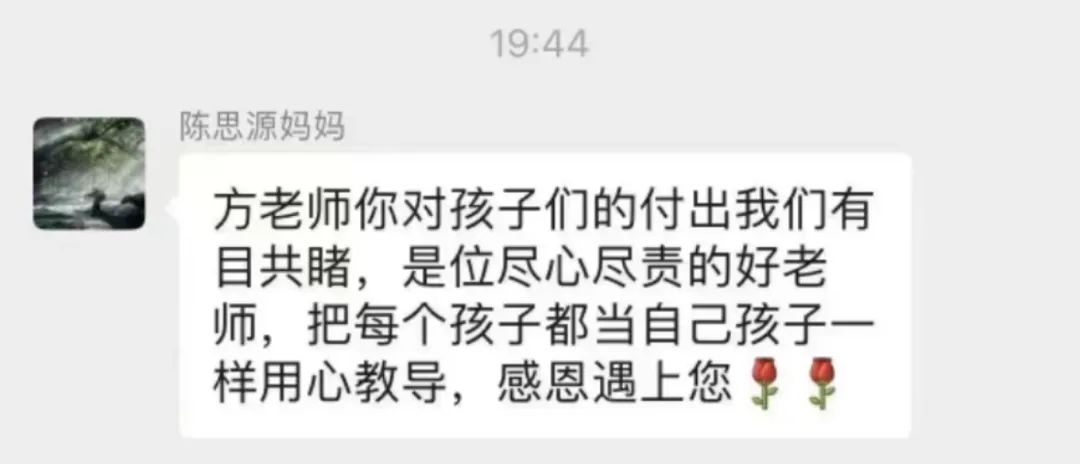 19:44
陈思源妈妈
方老师你对孩子们的付出我们有
目共睹，是位尽心尽责的好老
师，把每个孩子都当自己孩子一
样用心教导，感恩遇上您🌹🌹